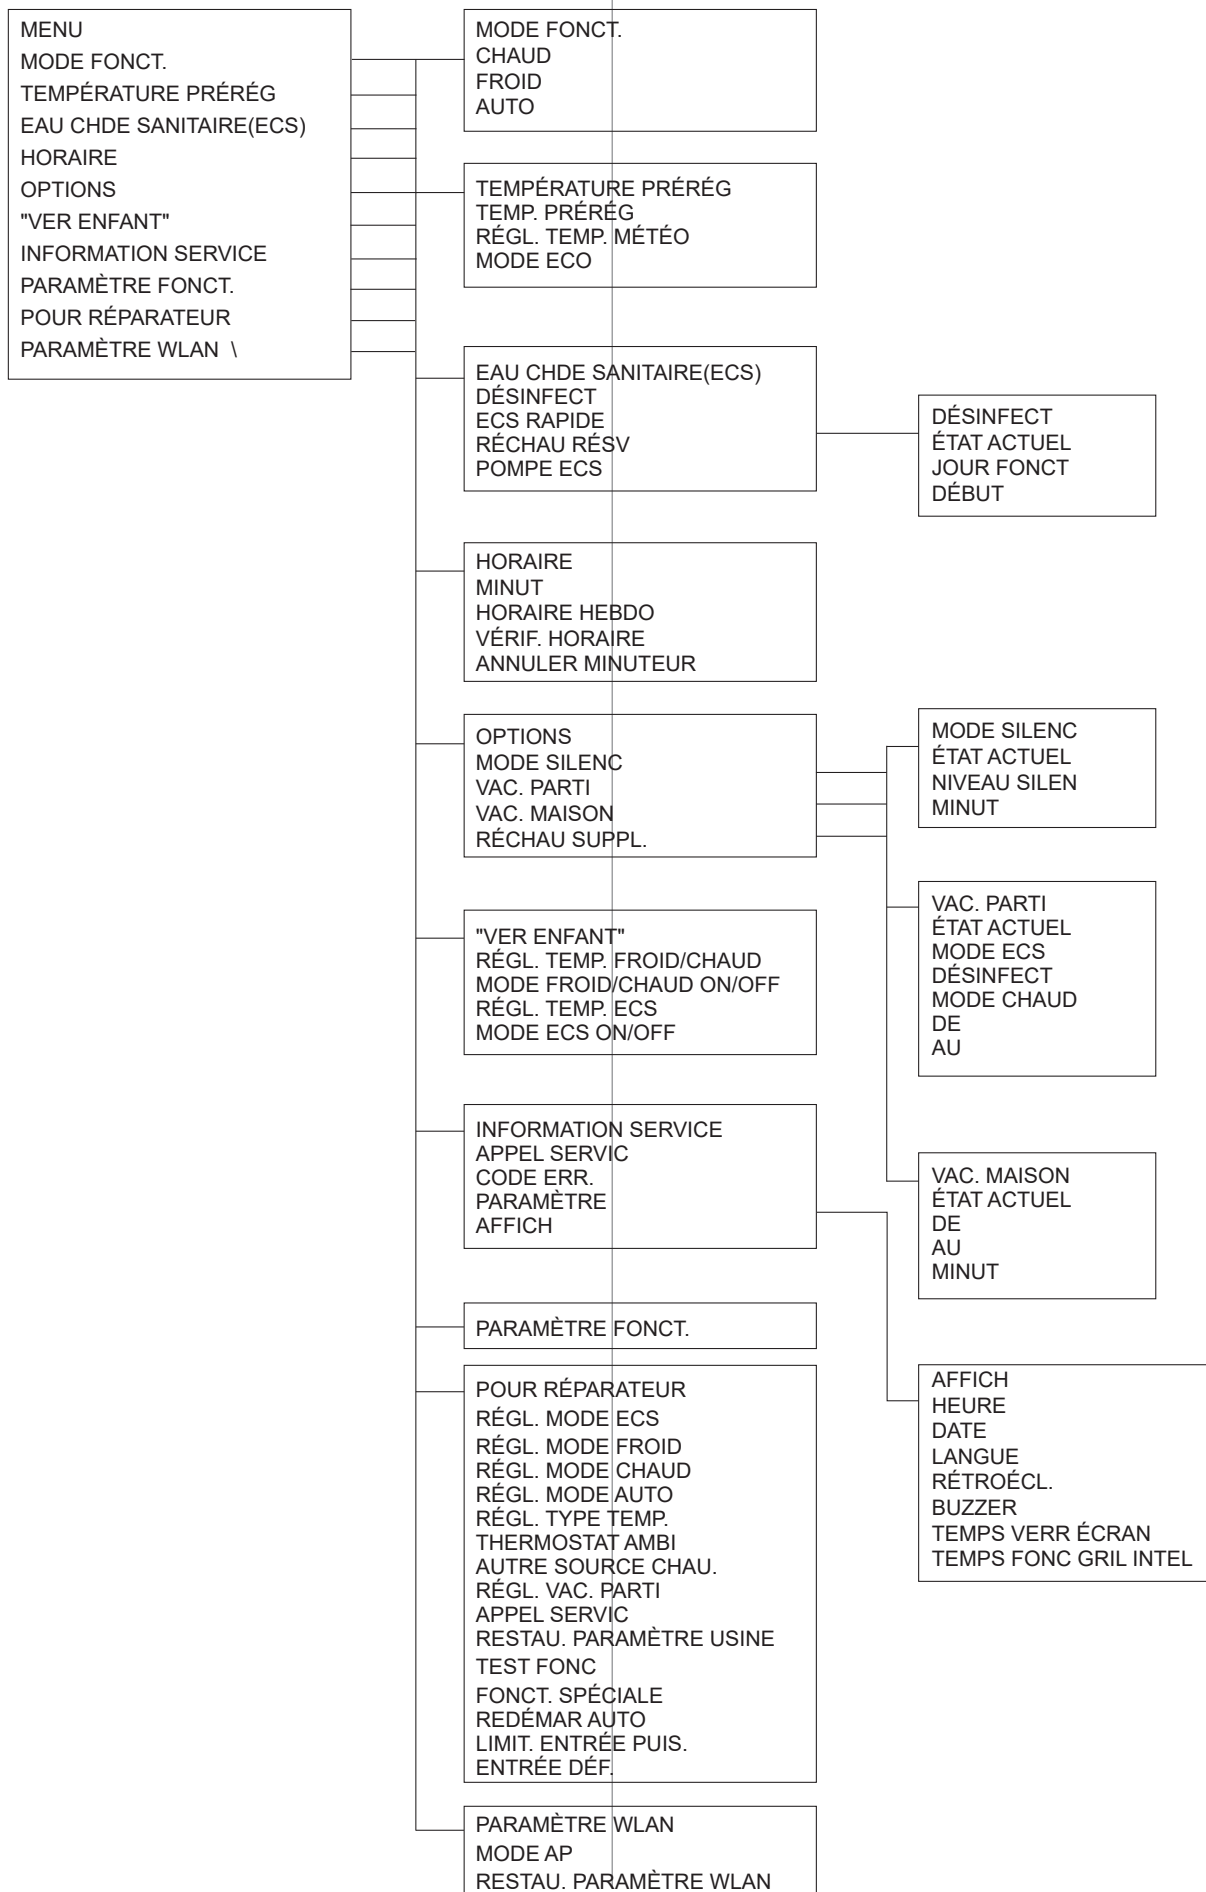 MENU
MODE FONCT.
TEMPÉRATURE PRÉRÉG
EAU CHDE SANITAIRE(ECS)
HORAIRE
OPTIONS
"VER ENFANT"
INFORMATION SERVICE
PARAMÈTRE FONCT.
POUR RÉPARATEUR
PARAMÈTRE WLAN \
MODE FONCT.
CHAUD
FROID
AUTO
TEMPÉRATURE PRÉRÉG
TEMP. PRÉRÉG
RÉGL. TEMP. MÉTÉO
MODE ECO
EAU CHDE SANITAIRE(ECS)
DÉSINFECT
ECS RAPIDE
RÉCHAU RÉSV
POMPE ECS
DÉSINFECT
ÉTAT ACTUEL
JOUR FONCT
DÉBUT
HORAIRE
MINUT
HORAIRE HEBDO
VÉRIF. HORAIRE
ANNULER MINUTEUR
OPTIONS
MODE SILENC
VAC. PARTI
VAC. MAISON
RÉCHAU SUPPL.
MODE SILENC
ÉTAT ACTUEL
NIVEAU SILEN
MINUT
VAC. PARTI
ÉTAT ACTUEL
MODE ECS
DÉSINFECT
MODE CHAUD
DE
AU
VAC. MAISON
ÉTAT ACTUEL
DE
AU
MINUT
"VER ENFANT"
RÉGL. TEMP. FROID/CHAUD
MODE FROID/CHAUD ON/OFF
RÉGL. TEMP. ECS
MODE ECS ON/OFF
INFORMATION SERVICE
APPEL SERVIC
CODE ERR.
PARAMÈTRE
AFFICH
AFFICH
HEURE
DATE
LANGUE
RÉTROÉCL.
BUZZER
TEMPS VERR ÉCRAN
TEMPS FONC GRIL INTEL
PARAMÈTRE FONCT.
POUR RÉPARATEUR
RÉGL. MODE ECS
RÉGL. MODE FROID
RÉGL. MODE CHAUD
RÉGL. MODE AUTO
RÉGL. TYPE TEMP.
THERMOSTAT AMBI
AUTRE SOURCE CHAU.
RÉGL. VAC. PARTI
APPEL SERVIC
RESTAU. PARAMÈTRE USINE
TEST FONC
FONCT. SPÉCIALE
REDÉMAR AUTO
LIMIT. ENTRÉE PUIS.
ENTRÉE DÉF.
PARAMÈTRE WLAN
MODE AP
RESTAU. PARAMÈTRE WLAN